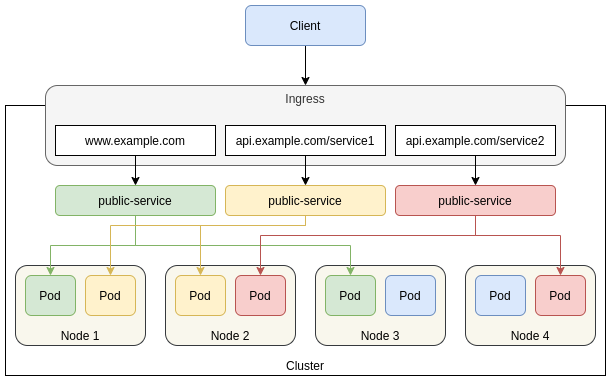 Client
Ingress
www.example.com
api.example.com/service1
api.example.com/service2
public-service
public-service
public-service
Pod
Pod
Pod
Pod
Pod
Pod
Pod
Pod
Node 1
Node 2
Node 3
Node 4
Cluster